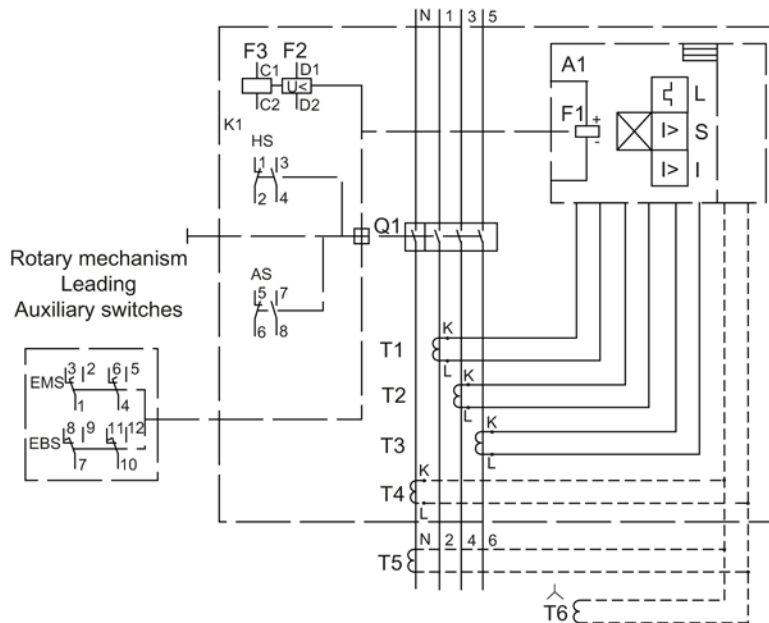 N 1 3 5
F3 F2
C1 D1
U<
C2 D2
K1
A1
F1
+
-
L
I> S
I> I
HS
1 3
2 4
Q1
Rotary mechanism
Leading
Auxiliary switches
AS
5 7
6 8
EMS 3 2 6 5
1 4
EBS 8 9 11 12
7 10
T1 K
L
T2 K
L
T3 K
L
T4 K
L
N 2 4 6
T5
T6